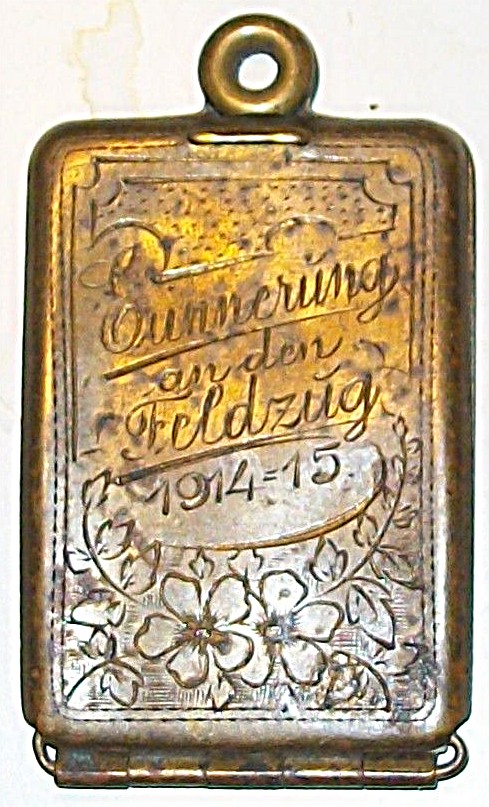 Erinnerung
an den
Feldzug
1914=15.